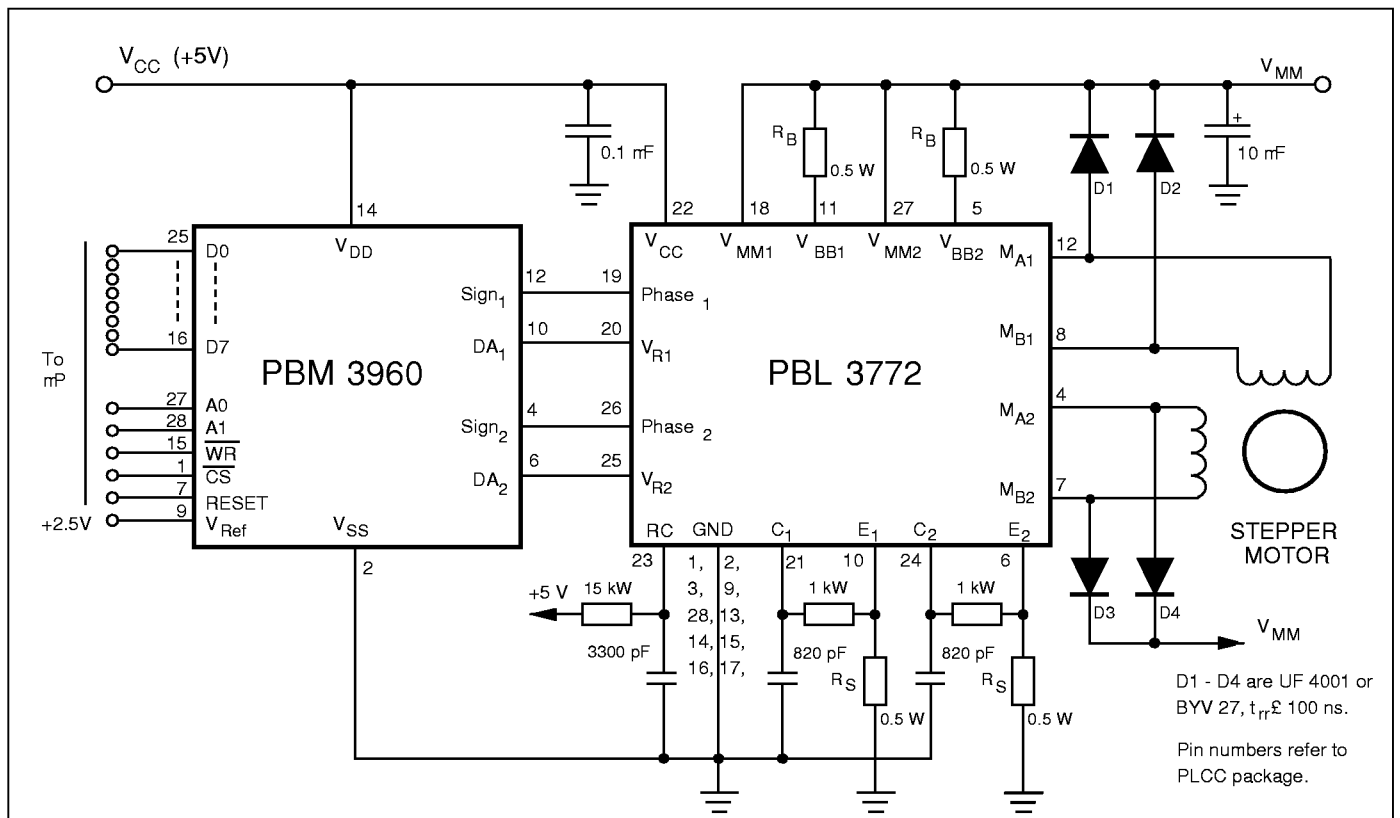 V_CC (+5V)
V_MM
R_B
R_B
0.1 mF
0.5 W
0.5 W
D1
D2
+
10 mF
14
22
18
11
27
5
25
D0
V_DD
V_CC
V_MM1
V_BB1
V_MM2
V_BB2
M_A1
12
Sign_1
12
19
Phase_1
16
D7
DA_1
10
20
V_R1
M_B1
8
To
mP
PBM 3960
PBL 3772
27
A0
Sign_2
4
26
Phase_2
M_A2
4
28
A1
15
WR
1
CS
DA_2
6
25
V_R2
M_B2
7
7
RESET
+2.5V
9
V_Ref
V_SS
RC
GND
C_1
E_1
C_2
E_2
STEPPER
MOTOR
2
23
1, 2,
3, 9,
28, 13,
14, 15,
16, 17,
21
10
24
6
+5 V
15 kW
1 kW
1 kW
D3
D4
V_MM
3300 pF
820 pF
820 pF
R_S
R_S
0.5 W
0.5 W
D1 - D4 are UF 4001 or
BYV 27, t_rr £ 100 ns.
Pin numbers refer to
PLCC package.